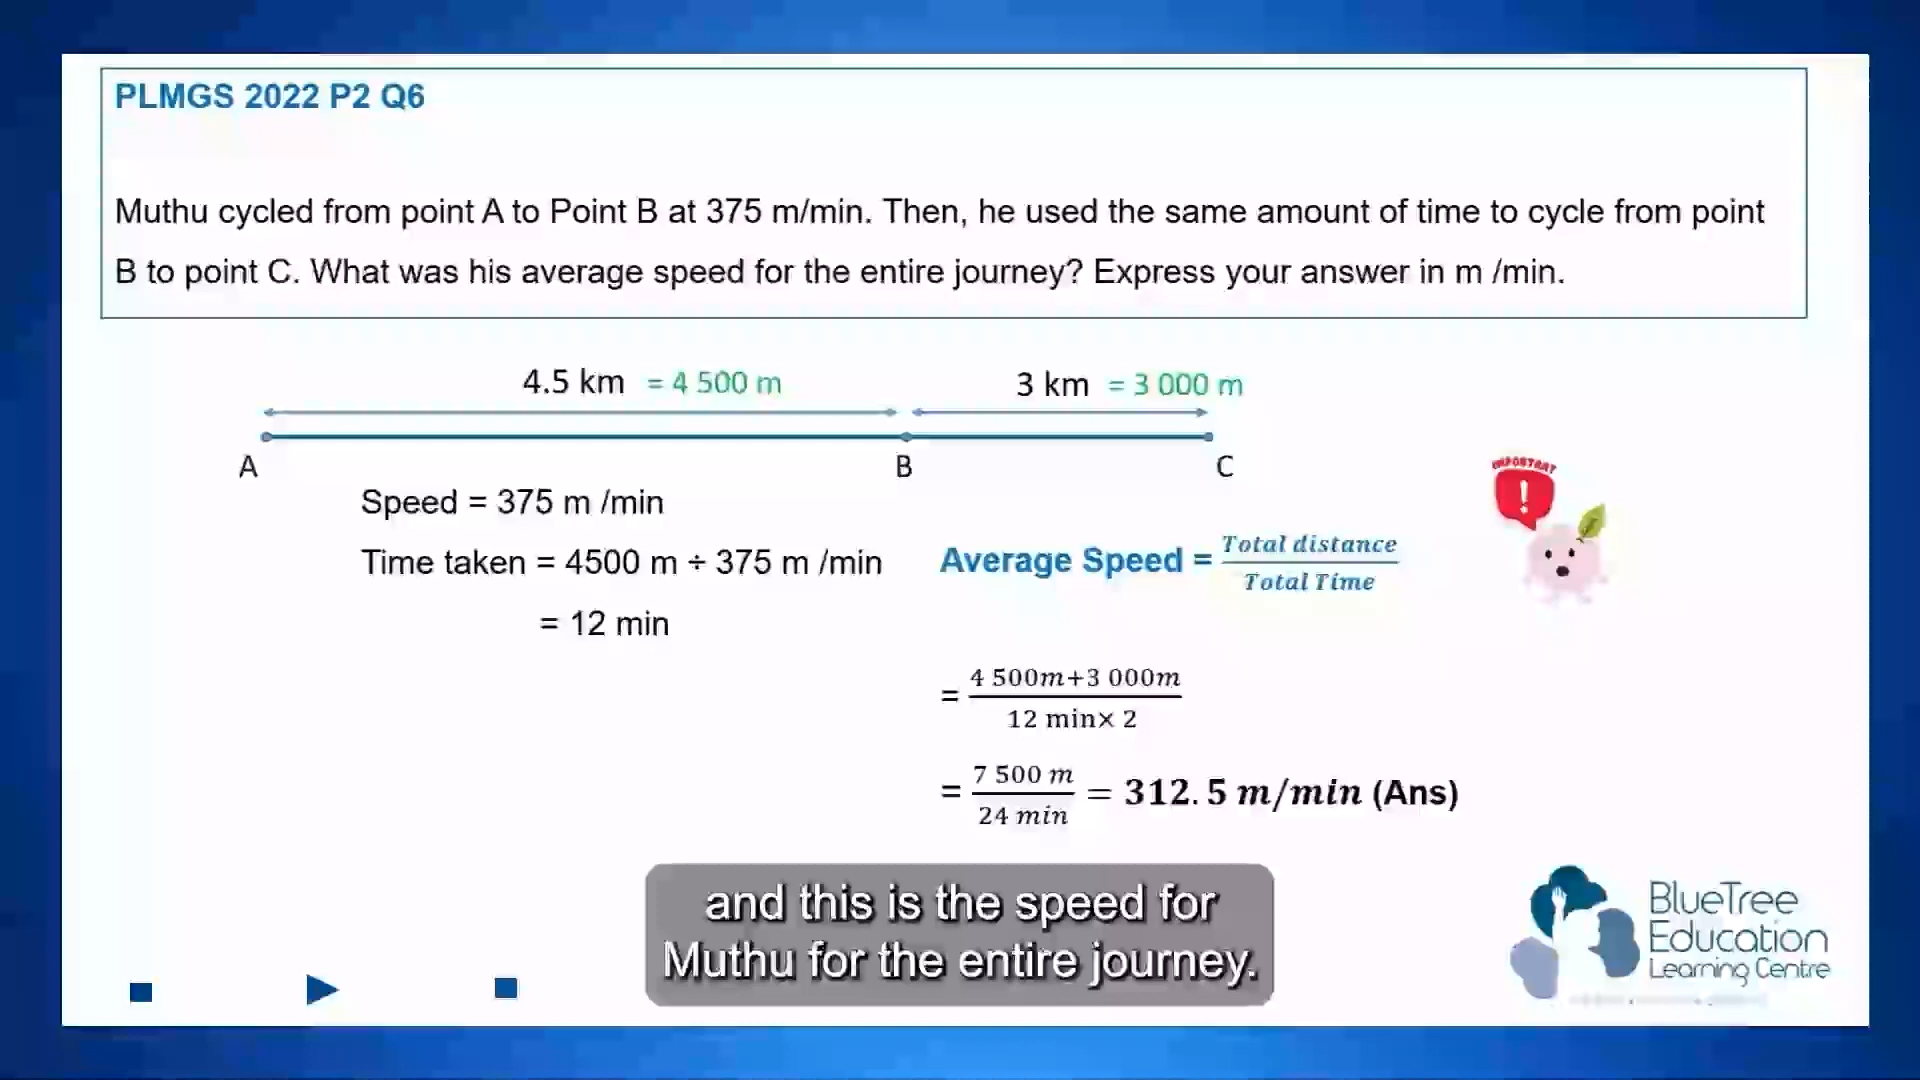 PLMGS 2022 P2 Q6
Muthu cycled from point A to Point B at 375 m/min. Then, he used the same amount of time to cycle from point
B to point C. What was his average speed for the entire journey? Express your answer in m /min.
4.5 km = 4 500 m
3 km = 3 000 m
A
B
C
Speed = 375 m /min
Time taken = 4500 m ÷ 375 m /min
= 12 min
IMPORTANT
!
Average Speed = Total distance
Total Time
= 4 500m+3 000m
12 min× 2
= 7 500 m
24 min
= 312.5 m/min (Ans)
and this is the speed for
Muthu for the entire journey.
BlueTree
Education
Learning Centre